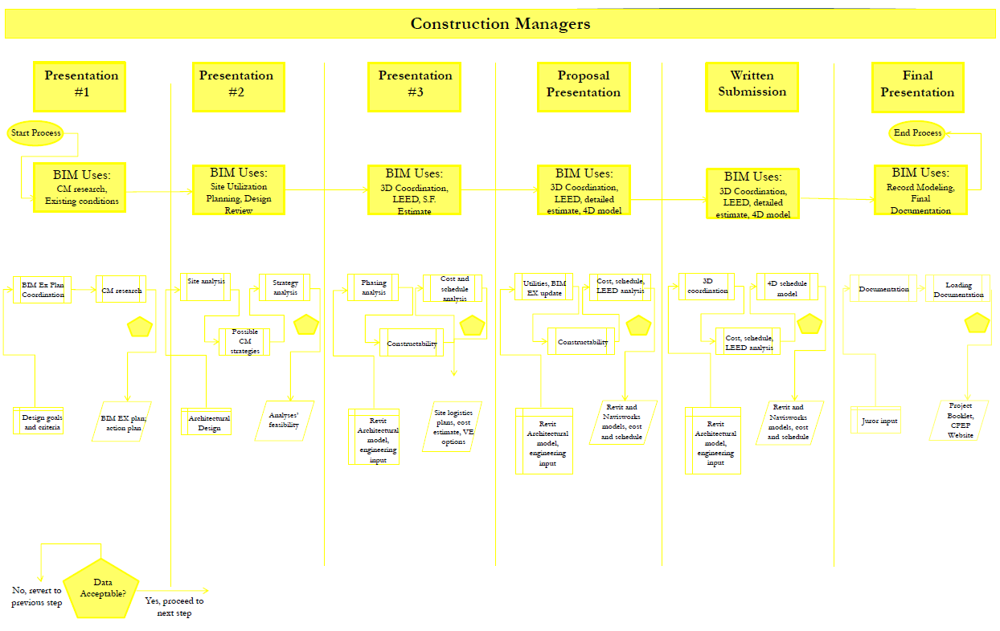 Construction Managers
Presentation
#1
Presentation
#2
Presentation
#3
Proposal
Presentation
Written
Submission
Final
Presentation
Start Process
End Process
BIM Uses:
CM research,
Existing conditions
BIM Uses:
Site Utilization
Planning, Design
Review
BIM Uses:
3D Coordination,
LEED, S.F.
Estimate
BIM Uses:
3D Coordination,
LEED, detailed
estimate, 4D model
BIM Uses:
3D Coordination,
LEED, detailed
estimate, 4D model
BIM Uses:
Record Modeling,
Final
Documentation
BIM Ex Plan
Coordination
CM research
Site analysis
Strategy
analysis
Possible
CM
strategies
Phasing
analysis
Cost and
schedule
analysis
Constructability
Utilities, BIM
EX update
Cost, schedule,
LEED analysis
Constructability
3D
coordination
4D schedule
model
Cost, schedule,
LEED analysis
Documentation
Loading
Documentation
Design goals
and criteria
BIM EX plan;
action plan
Architectural
Design
Analyses'
feasibility
Revit
Architectural
model,
engineering
input
Site logistics
plans, cost
estimate, VE
options
Revit
Architectural
model,
engineering
input
Revit and
Navisworks
models, cost
and schedule
Revit
Architectural
model,
engineering
input
Revit and
Navisworks
models, cost
and schedule
Juror input
Project
Booklet,
CPEP
Website
Data
Acceptable?
No, revert to
previous step
Yes, proceed to
next step